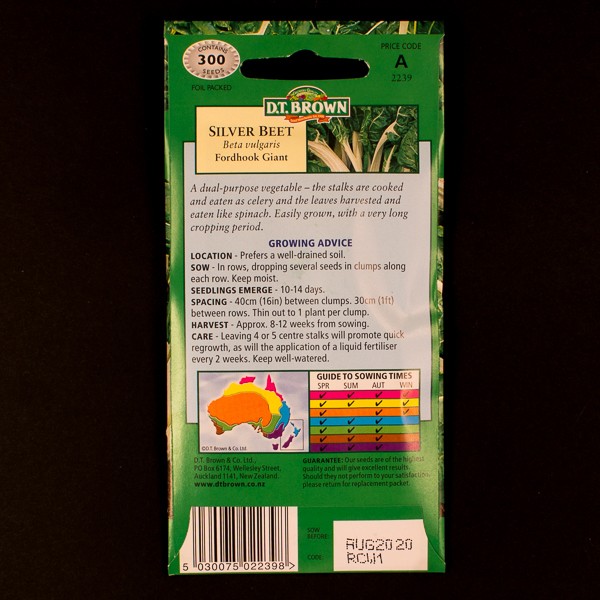 CONTAINS
300
SEEDS
FOIL PACKED
PRICE CODE
A
2239
D.T. BROWN
SILVER BEET
Beta vulgaris
Fordhook Giant
A dual-purpose vegetable – the stalks are cooked
and eaten as celery and the leaves harvested and
eaten like spinach. Easily grown, with a very long
cropping period.
GROWING ADVICE
LOCATION - Prefers a well-drained soil.
SOW - In rows, dropping several seeds in clumps along
each row. Keep moist.
SEEDLINGS EMERGE - 10-14 days.
SPACING - 40cm (16in) between clumps. 30cm (1ft)
between rows. Thin out to 1 plant per clump.
HARVEST - Approx. 8-12 weeks from sowing.
CARE - Leaving 4 or 5 centre stalks will promote quick
regrowth, as will the application of a liquid fertiliser
every 2 weeks. Keep well-watered.
GUIDE TO SOWING TIMES
SPR SUM AUT WIN
©D.T. Brown & Co. Ltd
D.T. Brown & Co. Ltd.,
PO Box 6174, Wellesley Street,
Auckland 1141, New Zealand.
www.dtbrown.co.nz
GUARANTEE: Our seeds are of the highest
quality and will give excellent results.
Should they not perform to your satisfaction
please return for replacement packet.
5 030075 022398 >
SOW
BEFORE:
AUG2020
CODE:
RCW1